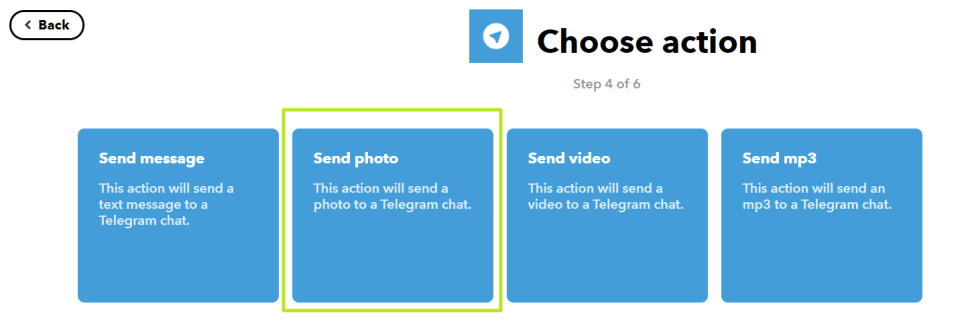 Back
Choose action
Step 4 of 6
Send message
This action will send a
text message to a
Telegram chat.
Send photo
This action will send a
photo to a Telegram chat.
Send video
This action will send a
video to a Telegram chat.
Send mp3
This action will send an
mp3 to a Telegram chat.